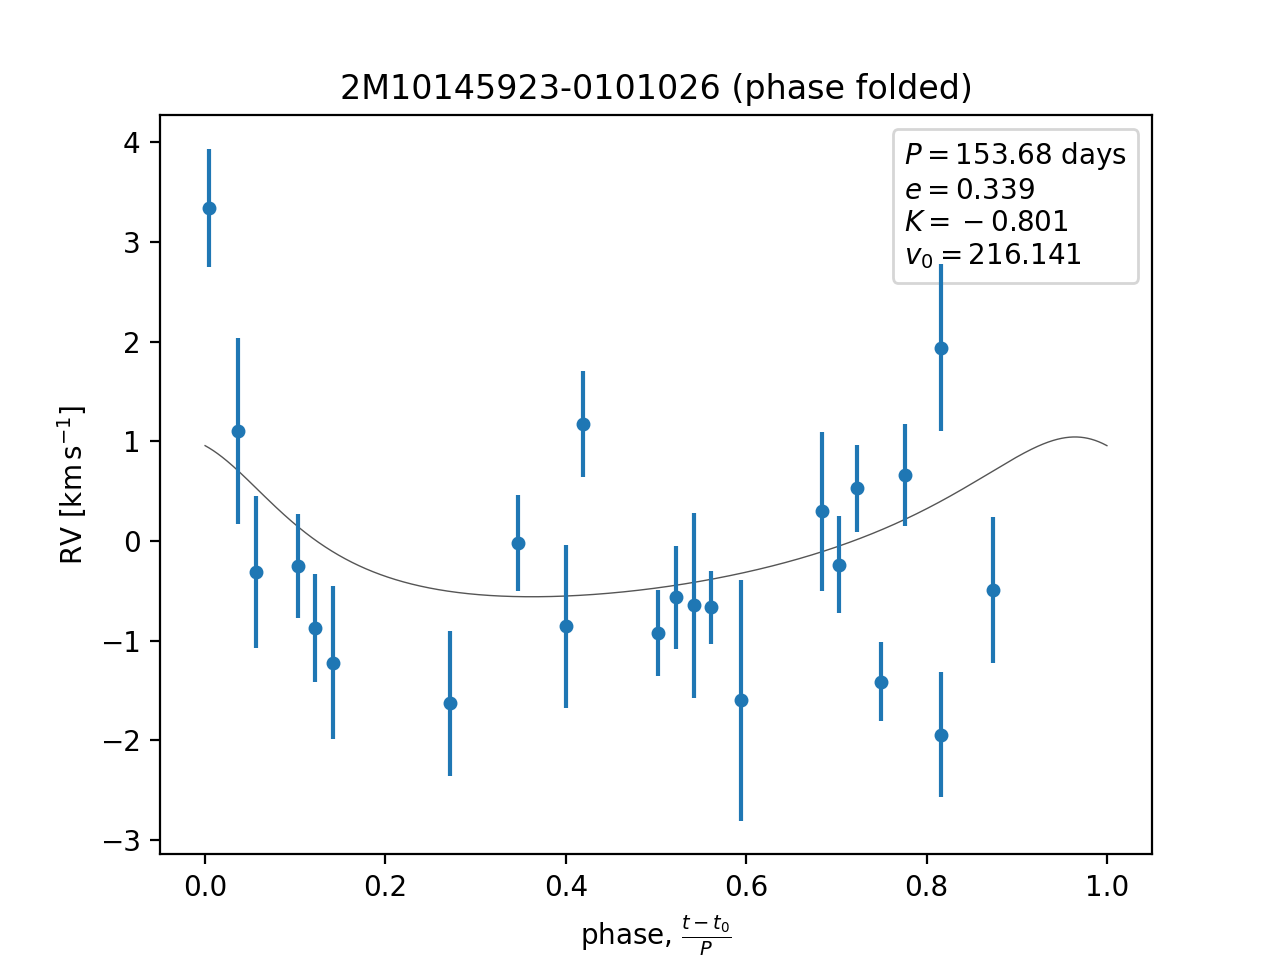 2M10145923-0101026 (phase folded)
P = 153.68 days
e = 0.339
K = −0.801
v₀ = 216.141
RV [km s⁻¹]
4
3
2
1
0
−1
−2
−3
0.0 0.2 0.4 0.6 0.8 1.0
phase, (t − t₀)/P